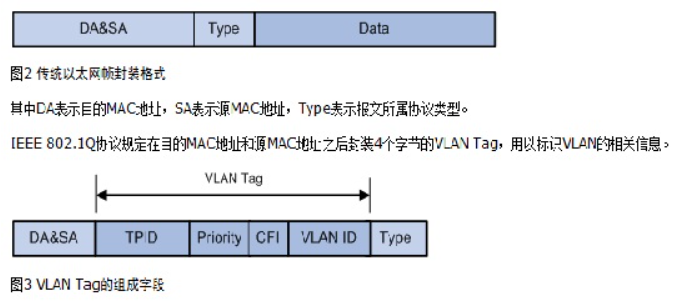 DA&SA Type Data
图2 传统以太网帧封装格式
其中DA表示目的MAC地址，SA表示源MAC地址，Type表示报文所属协议类型。
IEEE 802.1Q协议规定在目的MAC地址和源MAC地址之后封装4个字节的VLAN Tag，用以标识VLAN的相关信息。
VLAN Tag
DA&SA TPID Priority CFI VLAN ID Type
图3 VLAN Tag的组成字段